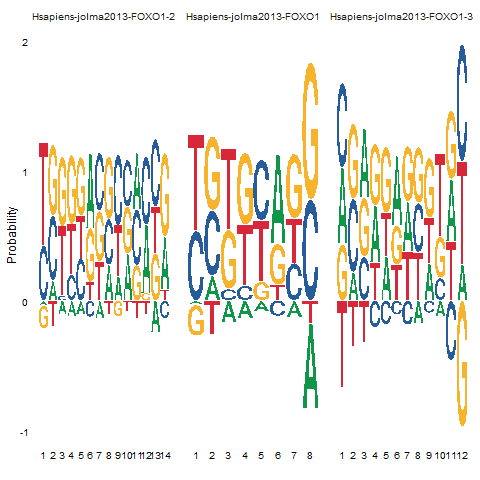 Hsapiens-jolma2013-FOXO1-2 Hsapiens-jolma2013-FOXO1 Hsapiens-jolma2013-FOXO1-3
2
1
Probability
0
-1
1 2 3 4 5 6 7 8 9 10 11 12 13 14 1 2 3 4 5 6 7 8 1 2 3 4 5 6 7 8 9 10 11 12